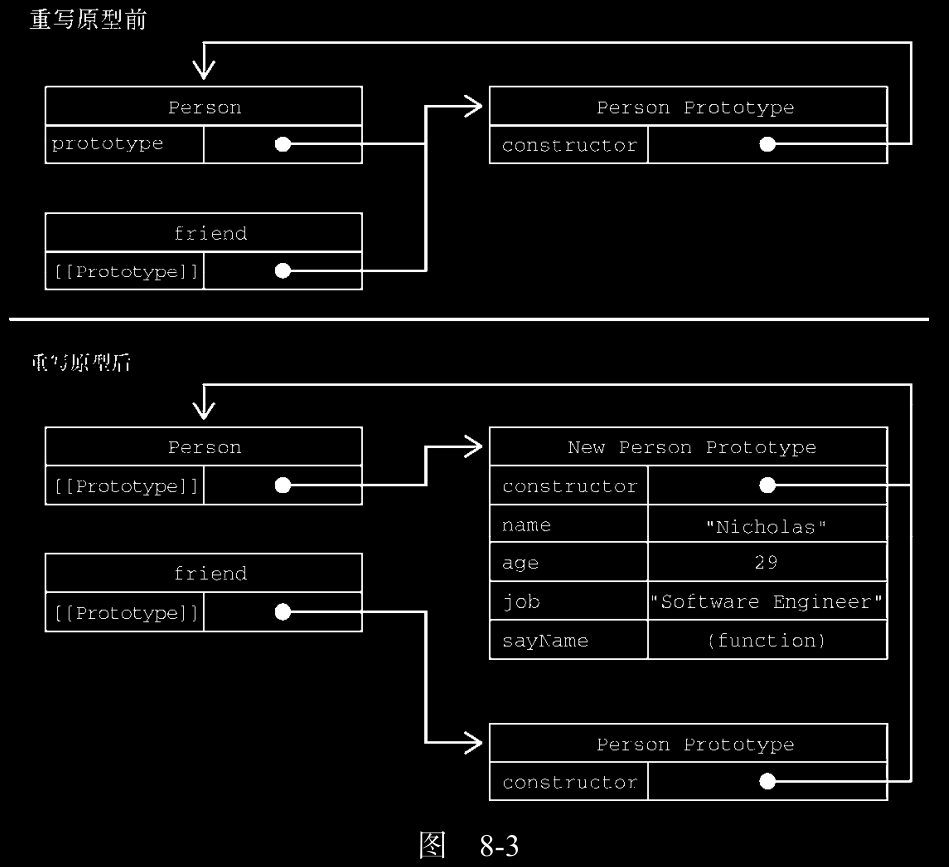 重写原型前
Person
Person Prototype
prototype
constructor
friend
[[Prototype]]
重写原型后
Person
New Person Prototype
[[Prototype]]
constructor
name
"Nicholas"
friend
age
29
[[Prototype]]
job
"Software Engineer"
sayName
(function)
Person Prototype
constructor
图 8-3